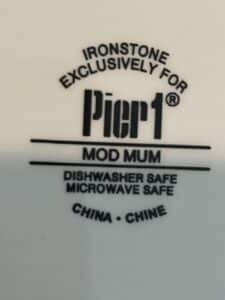 IRONSTONE
EXCLUSIVELY FOR
Pier1®
MOD MUM
DISHWASHER SAFE
MICROWAVE SAFE
CHINA • CHINE